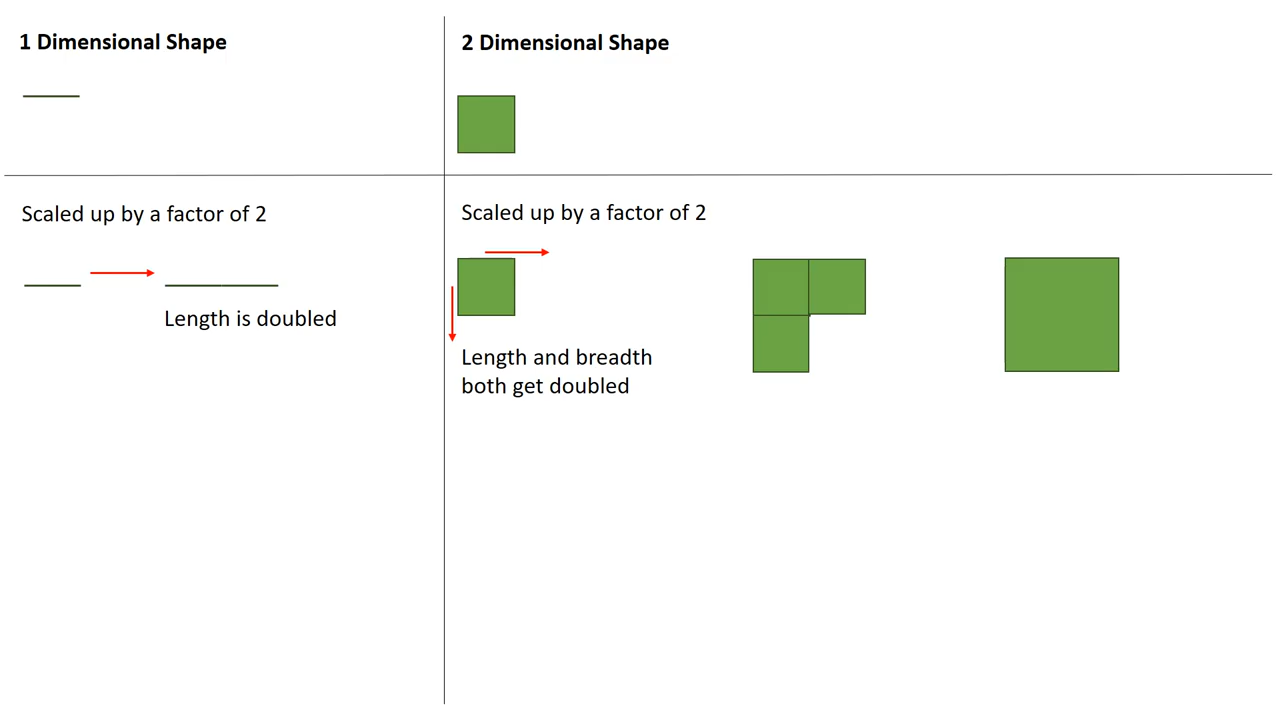 1 Dimensional Shape
2 Dimensional Shape
Scaled up by a factor of 2
Length is doubled
Scaled up by a factor of 2
Length and breadth
both get doubled